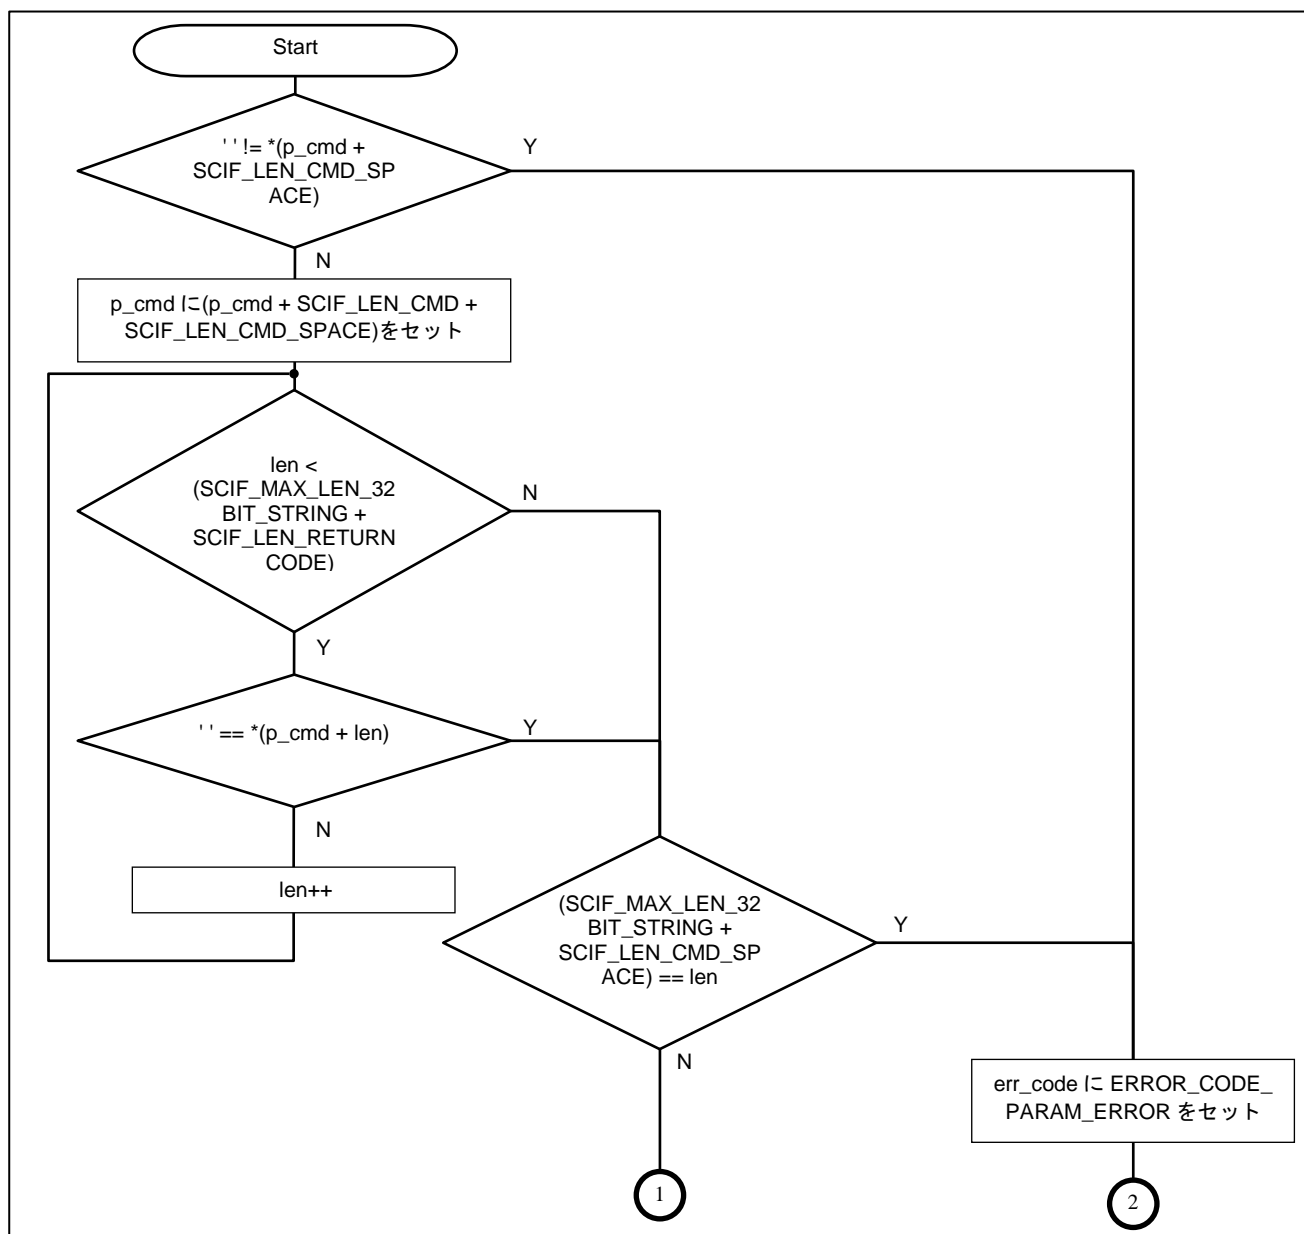 Start
' ' != *(p_cmd +
SCIF_LEN_CMD_SP
ACE)
Y
N
p_cmd に(p_cmd + SCIF_LEN_CMD +
SCIF_LEN_CMD_SPACE)をセット
len <
(SCIF_MAX_LEN_32
BIT_STRING +
SCIF_LEN_RETURN
CODE)
N
Y
' ' == *(p_cmd + len)
Y
N
len++
(SCIF_MAX_LEN_32
BIT_STRING +
SCIF_LEN_CMD_SP
ACE) == len
Y
N
err_code に ERROR_CODE_
PARAM_ERROR をセット
1
2